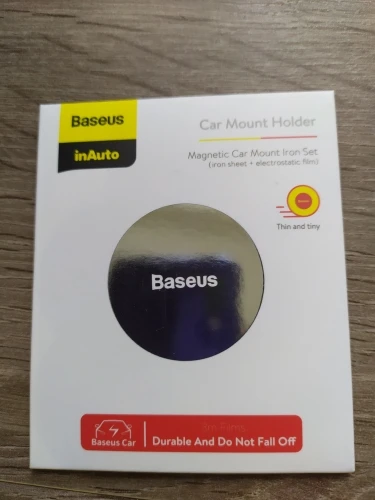 Baseus
inAuto
Car Mount Holder
Magnetic Car Mount Iron Set
(iron sheet + electrostatic film)
Thin and tiny
Baseus
Baseus Car
Durable And Do Not Fall Off